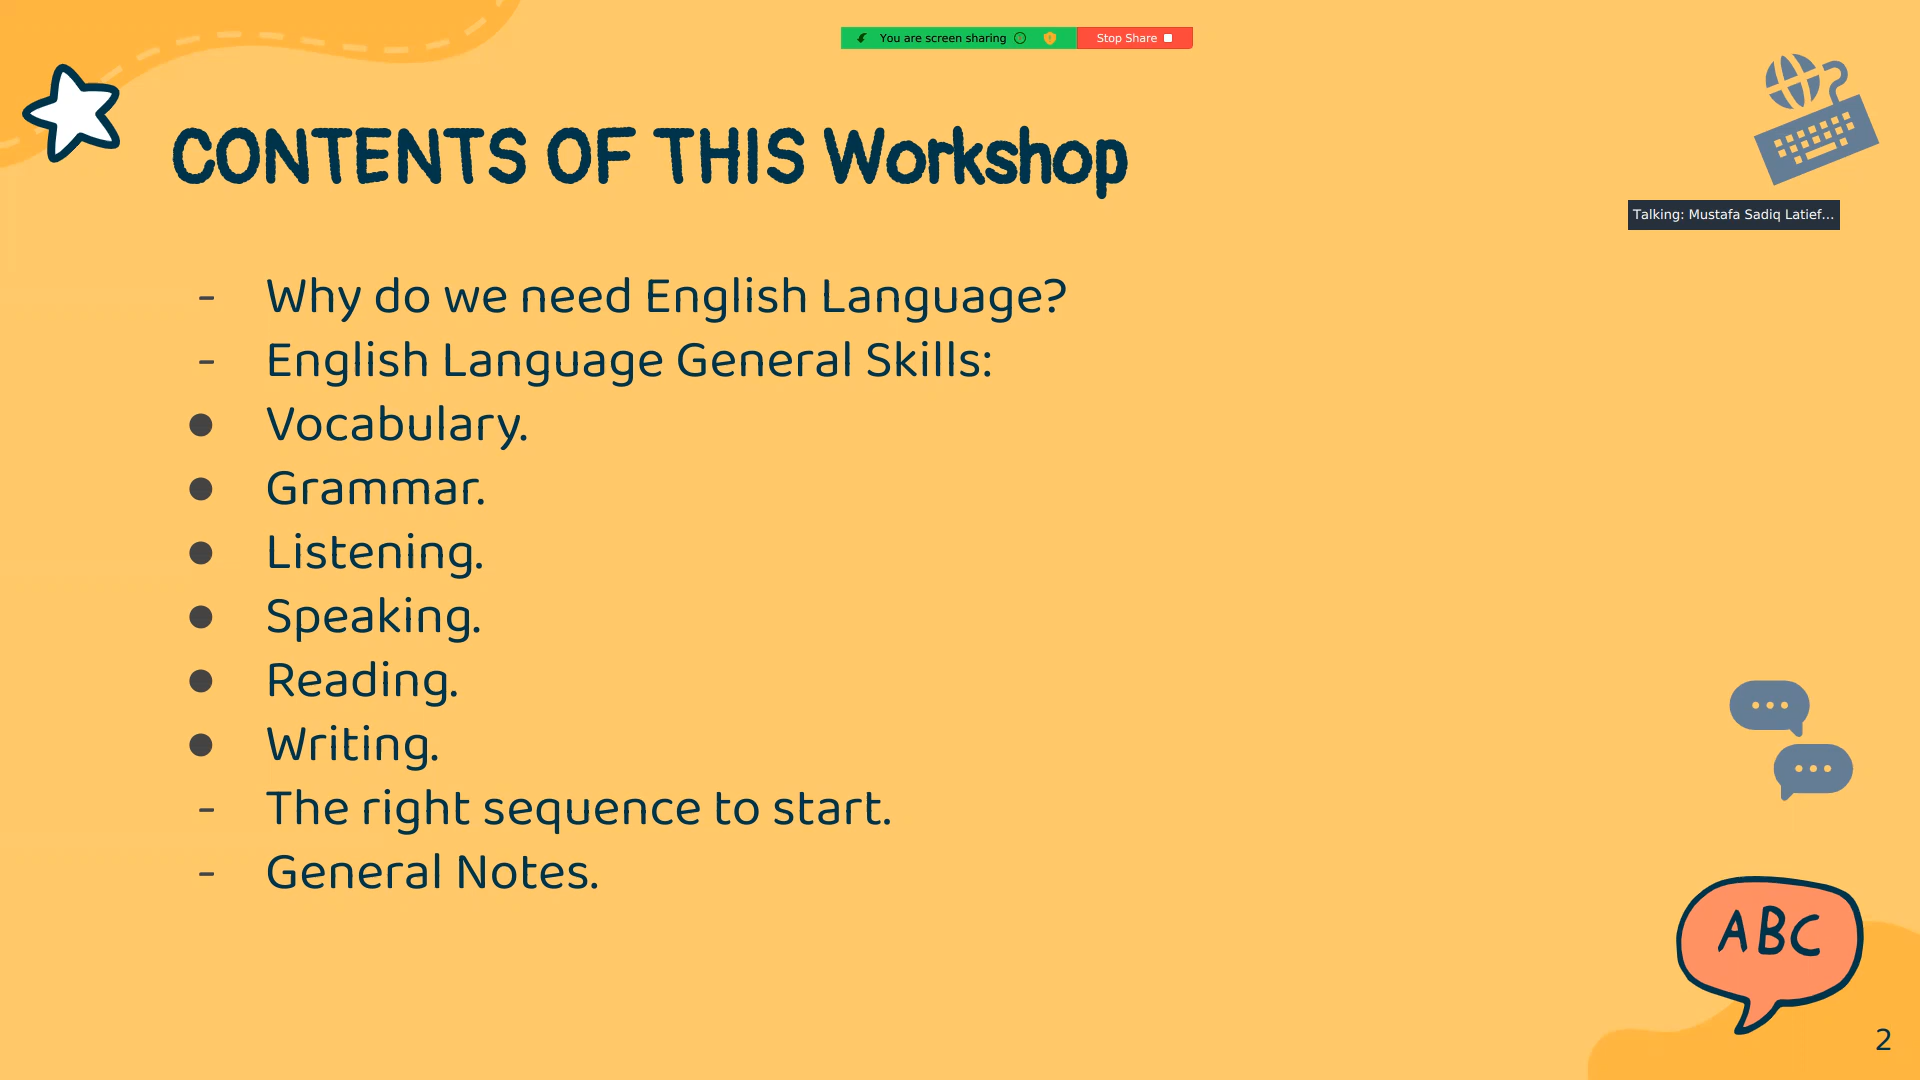 You are screen sharing
Stop Share
CONTENTS OF THIS Workshop
Talking: Mustafa Sadiq Latief...
- Why do we need English Language?
- English Language General Skills:
● Vocabulary.
● Grammar.
● Listening.
● Speaking.
● Reading.
● Writing.
- The right sequence to start.
- General Notes.
ABC
2